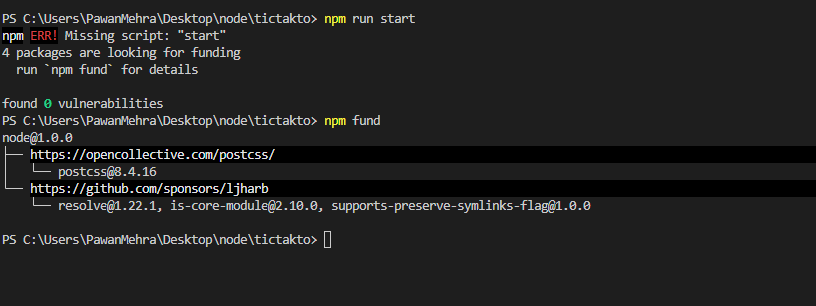 PS C:\Users\PawanMehra\Desktop\node\tictakto> npm run start
npm ERR! Missing script: "start"
4 packages are looking for funding
  run `npm fund` for details

found 0 vulnerabilities
PS C:\Users\PawanMehra\Desktop\node\tictakto> npm fund
node@1.0.0
├── https://opencollective.com/postcss/
│   └── postcss@8.4.16
└── https://github.com/sponsors/ljharb
    └── resolve@1.22.1, is-core-module@2.10.0, supports-preserve-symlinks-flag@1.0.0

PS C:\Users\PawanMehra\Desktop\node\tictakto>